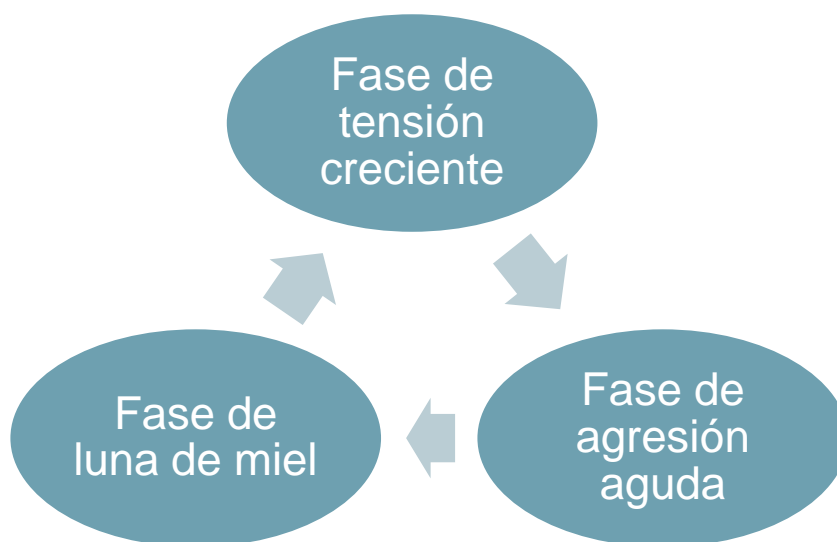 Fase de
tensión
creciente
Fase de
agresión
aguda
Fase de
luna de miel